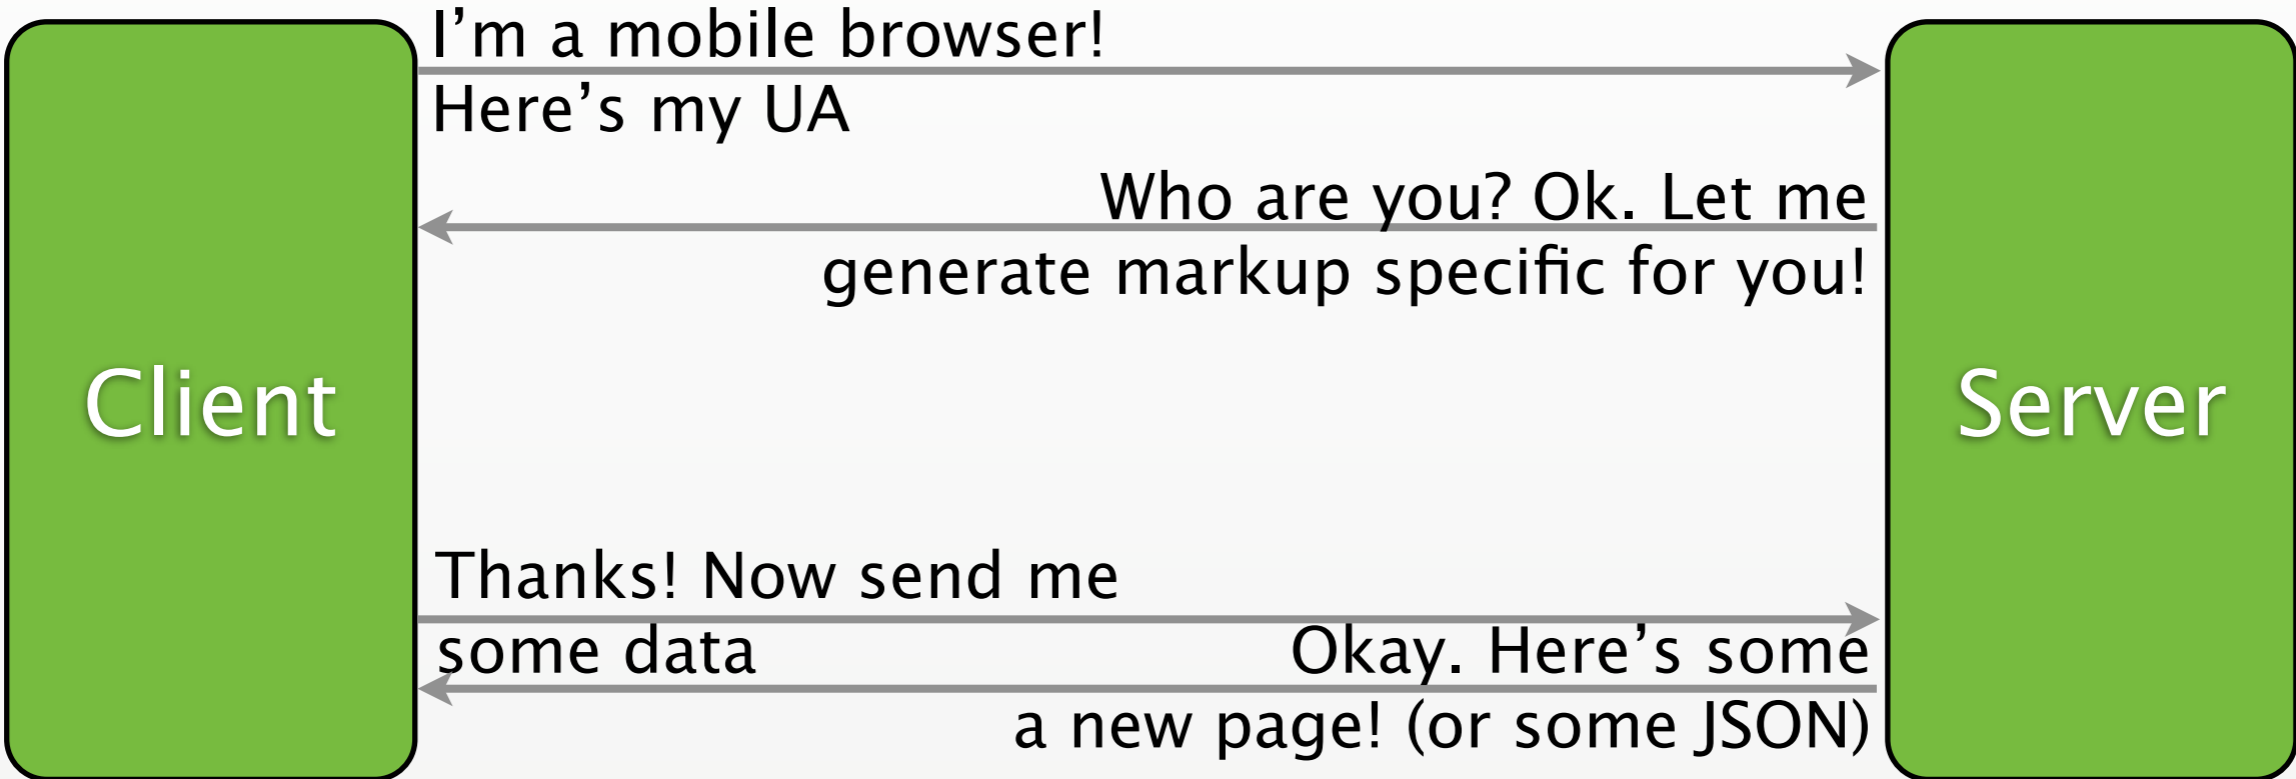 I’m a mobile browser!
Here’s my UA
Who are you? Ok. Let me
generate markup specific for you!
Client
Server
Thanks! Now send me
some data
Okay. Here’s some
a new page! (or some JSON)